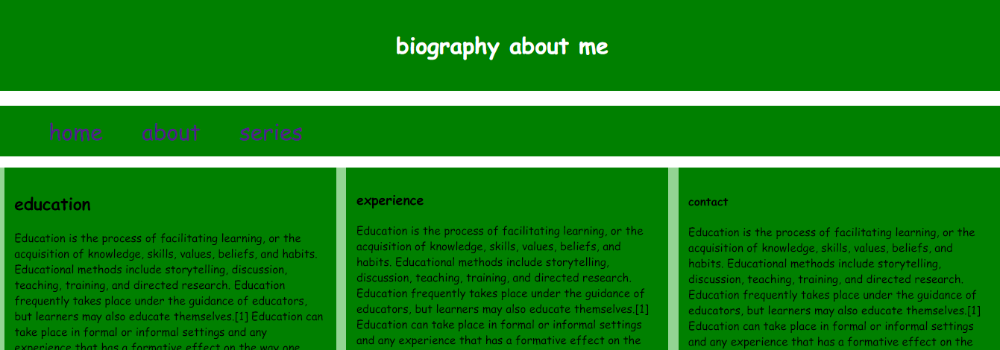 biography about me
home about series
education
Education is the process of facilitating learning, or the
acquisition of knowledge, skills, values, beliefs, and habits.
Educational methods include storytelling, discussion,
teaching, training, and directed research. Education
frequently takes place under the guidance of educators,
but learners may also educate themselves.[1] Education can
take place in formal or informal settings and any
experience that has a formative effect on the way one
experience
Education is the process of facilitating learning, or the
acquisition of knowledge, skills, values, beliefs, and
habits. Educational methods include storytelling,
discussion, teaching, training, and directed research.
Education frequently takes place under the guidance of
educators, but learners may also educate themselves.[1]
Education can take place in formal or informal settings
and any experience that has a formative effect on the
contact
Education is the process of facilitating learning, or the
acquisition of knowledge, skills, values, beliefs, and
habits. Educational methods include storytelling,
discussion, teaching, training, and directed research.
Education frequently takes place under the guidance of
educators, but learners may also educate themselves.[1]
Education can take place in formal or informal settings
and any experience that has a formative effect on the